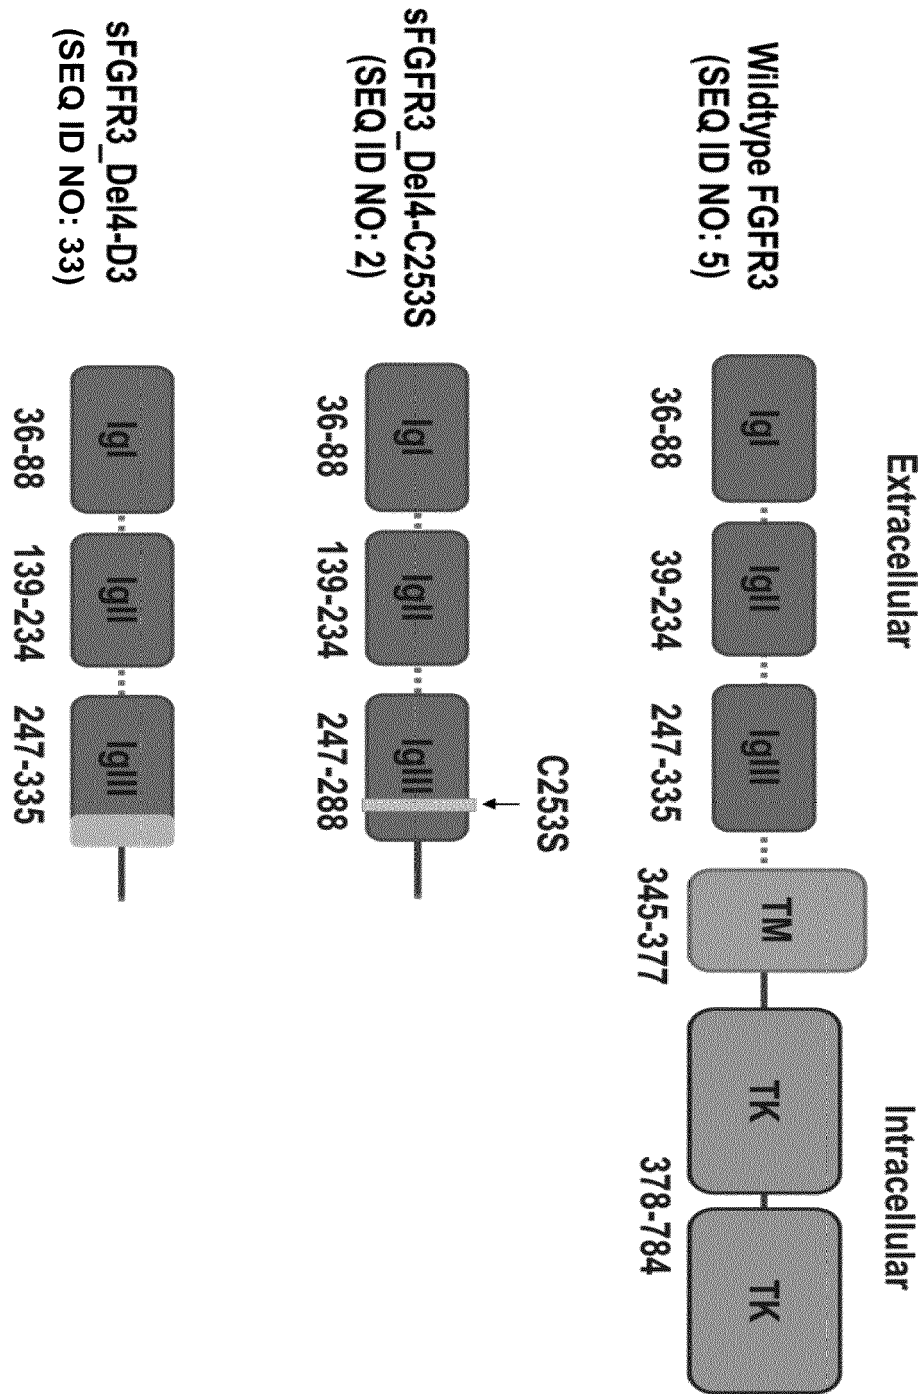 Extracellular
Intracellular
Wildtype FGFR3
(SEQ ID NO: 5)
IgI
IgII
IgIII
TM
TK
TK
36-88
39-234
247-335
345-377
378-784
C253S
sFGFR3_Del4-C253S
(SEQ ID NO: 2)
IgI
IgII
IgIII
36-88
139-234
247-288
sFGFR3_Del4-D3
(SEQ ID NO: 33)
IgI
IgII
IgIII
36-88
139-234
247-335